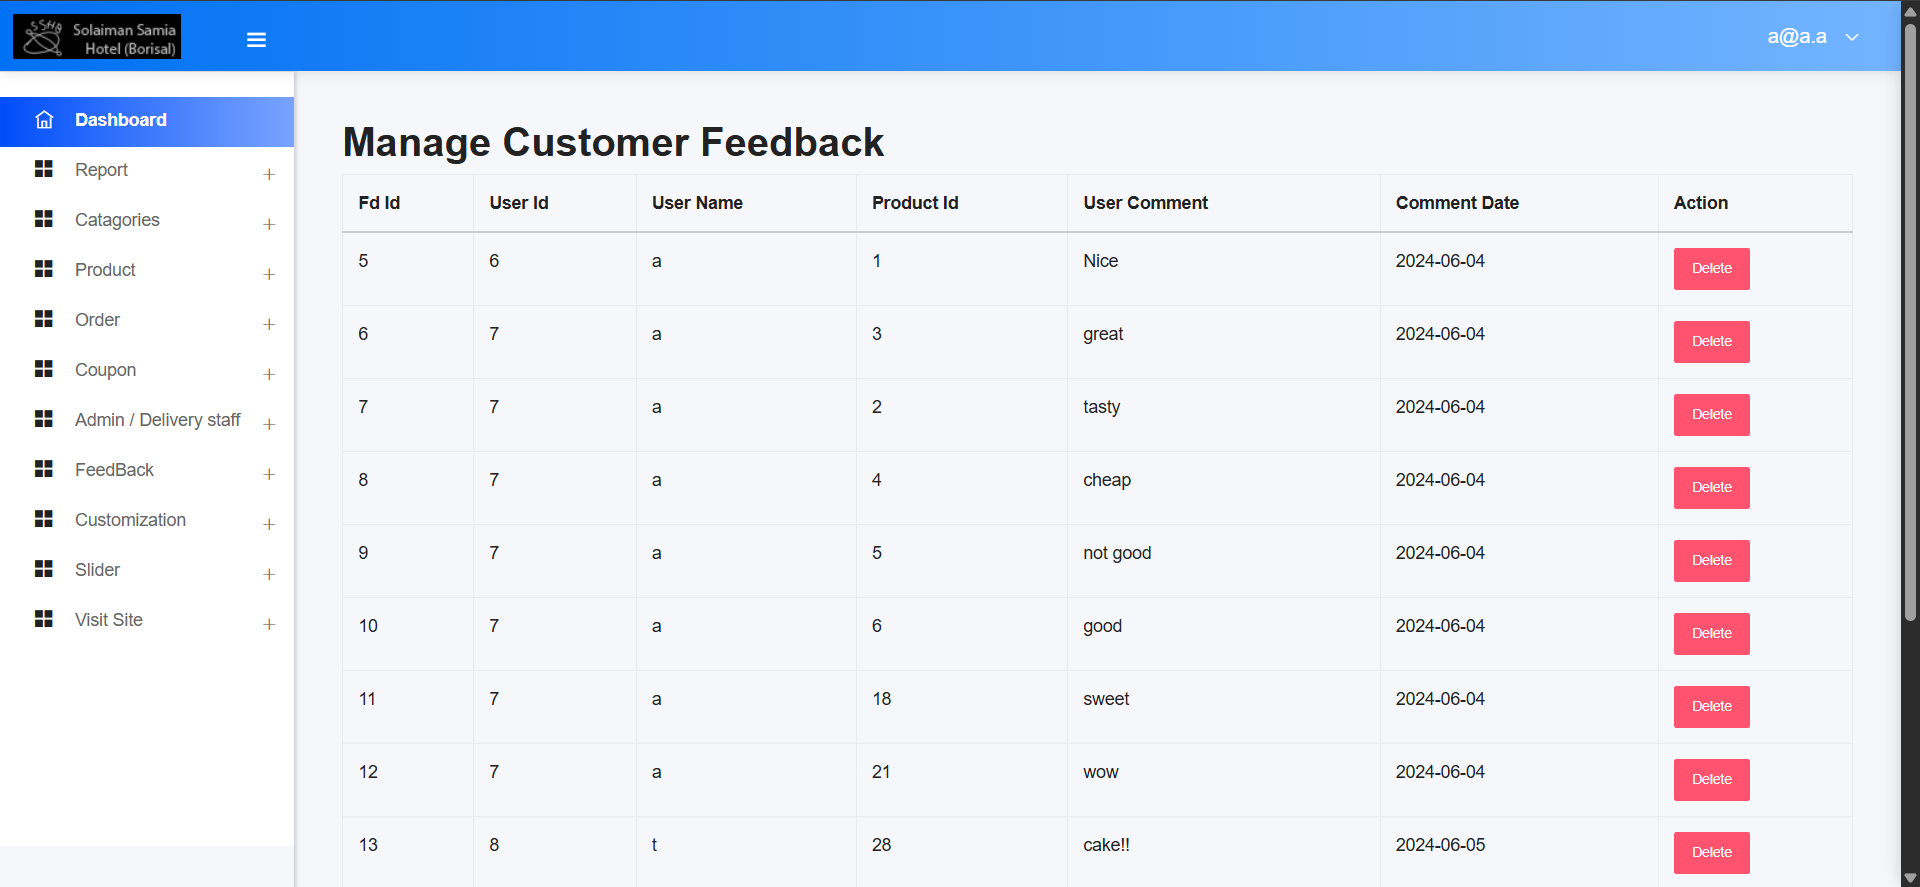 SSHB Solaiman Samia
Hotel (Borisal)
a@a.a
Dashboard
Report
Catagories
Product
Order
Coupon
Admin / Delivery staff
FeedBack
Customization
Slider
Visit Site
Manage Customer Feedback
Fd Id User Id User Name Product Id User Comment Comment Date Action
5 6 a 1 Nice 2024-06-04 Delete
6 7 a 3 great 2024-06-04 Delete
7 7 a 2 tasty 2024-06-04 Delete
8 7 a 4 cheap 2024-06-04 Delete
9 7 a 5 not good 2024-06-04 Delete
10 7 a 6 good 2024-06-04 Delete
11 7 a 18 sweet 2024-06-04 Delete
12 7 a 21 wow 2024-06-04 Delete
13 8 t 28 cake!! 2024-06-05 Delete